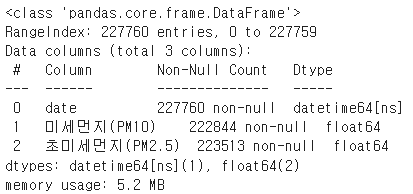 <class 'pandas.core.frame.DataFrame'>
RangeIndex: 227760 entries, 0 to 227759
Data columns (total 3 columns):
 #   Column          Non-Null Count   Dtype
---  ------          --------------   -----
 0   date            227760 non-null  datetime64[ns]
 1   미세먼지(PM10)      222844 non-null  float64
 2   초미세먼지(PM2.5)  223513 non-null  float64
dtypes: datetime64[ns](1), float64(2)
memory usage: 5.2 MB